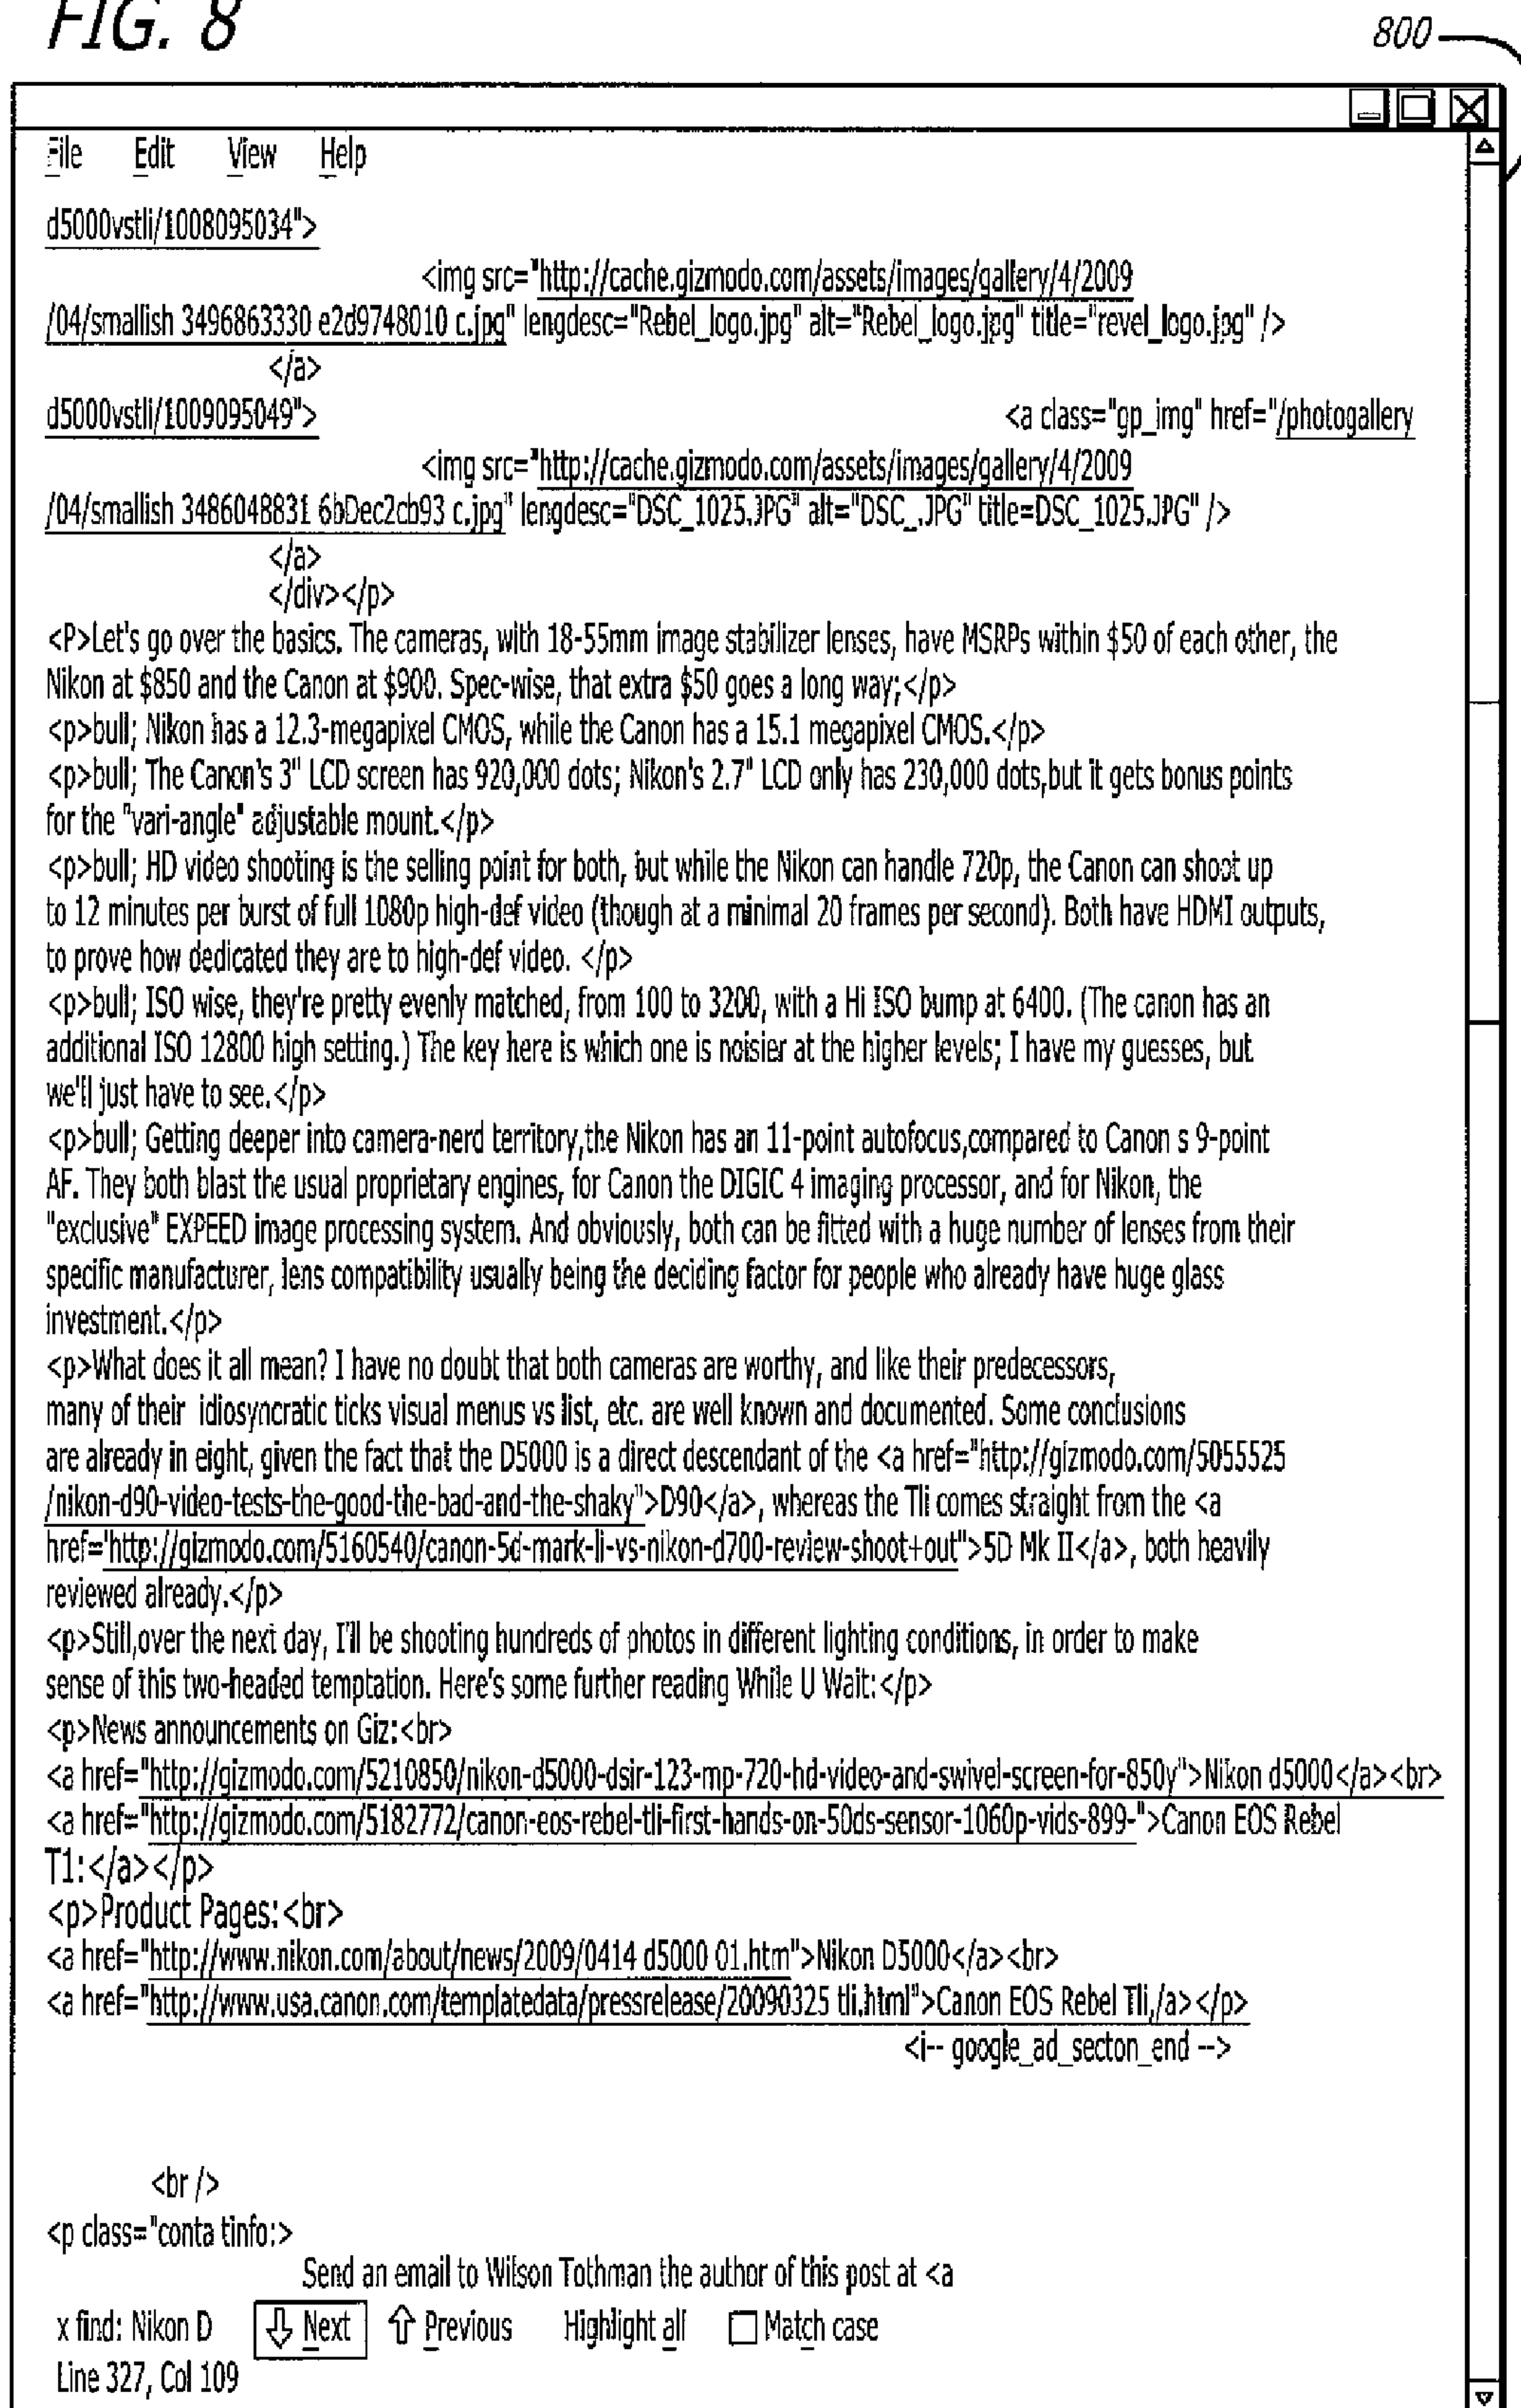 FIG. 8
800
File Edit View Help
d5000vstli/1008095034">
<img src="http://cache.gizmodo.com/assets/images/gallery/4/2009
/04/smallish 3496863330 e2d9748010 c.jpg" lengdesc="Rebel_logo.jpg" alt="Rebel_logo.jpg" title="revel_logo.jpg" />
</a>
d5000vstli/1009095049"> <a class="gp_img" href="/photogallery
<img src="http://cache.gizmodo.com/assets/images/gallery/4/2009
/04/smallish 3486048831 6bDec2cb93 c.jpg" lengdesc="DSC_1025.JPG" alt="DSC_.JPG" title=DSC_1025.JPG" />
</a>
</div></p>
<P>Let's go over the basics. The cameras, with 18-55mm image stabilizer lenses, have MSRPs within $50 of each other, the
Nikon at $850 and the Canon at $900. Spec-wise, that extra $50 goes a long way;</p>
<p>bull; Nikon has a 12.3-megapixel CMOS, while the Canon has a 15.1 megapixel CMOS.</p>
<p>bull; The Canon's 3" LCD screen has 920,000 dots; Nikon's 2.7" LCD only has 230,000 dots,but it gets bonus points
for the "vari-angle" adjustable mount.</p>
<p>bull; HD video shooting is the selling point for both, but while the Nikon can handle 720p, the Canon can shoot up
to 12 minutes per burst of full 1080p high-def video (though at a minimal 20 frames per second). Both have HDMI outputs,
to prove how dedicated they are to high-def video. </p>
<p>bull; ISO wise, they're pretty evenly matched, from 100 to 3200, with a Hi ISO bump at 6400. (The canon has an
additional ISO 12800 high setting.) The key here is which one is noisier at the higher levels; I have my guesses, but
we'll just have to see.</p>
<p>bull; Getting deeper into camera-nerd territory,the Nikon has an 11-point autofocus,compared to Canon s 9-point
AF. They both blast the usual proprietary engines, for Canon the DIGIC 4 imaging processor, and for Nikon, the
"exclusive" EXPEED image processing system. And obviously, both can be fitted with a huge number of lenses from their
specific manufacturer, lens compatibility usually being the deciding factor for people who already have huge glass
investment.</p>
<p>What does it all mean? I have no doubt that both cameras are worthy, and like their predecessors,
many of their idiosyncratic ticks visual menus vs list, etc. are well known and documented. Some conclusions
are already in eight, given the fact that the D5000 is a direct descendant of the <a href="http://gizmodo.com/5055525
/nikon-d90-video-tests-the-good-the-bad-and-the-shaky">D90</a>, whereas the Tli comes straight from the <a
href="http://gizmodo.com/5160540/canon-5d-mark-li-vs-nikon-d700-review-shoot+out">5D Mk II</a>, both heavily
reviewed already.</p>
<p>Still,over the next day, I'll be shooting hundreds of photos in different lighting conditions, in order to make
sense of this two-headed temptation. Here's some further reading While U Wait:</p>
<p>News announcements on Giz:<br>
<a href="http://gizmodo.com/5210850/nikon-d5000-dsir-123-mp-720-hd-video-and-swivel-screen-for-850y">Nikon d5000</a><br>
<a href="http://gizmodo.com/5182772/canon-eos-rebel-tli-first-hands-on-50ds-sensor-1060p-vids-899-">Canon EOS Rebel
T1:</a></p>
<p>Product Pages:<br>
<a href="http://www.nikon.com/about/news/2009/0414 d5000 01.htm">Nikon D5000</a><br>
<a href="http://www.usa.canon.com/templatedata/pressrelease/20090325 tli.html">Canon EOS Rebel Tli,/a></p>
<i-- google_ad_secton_end -->
<br />
<p class="conta tinfo:>
Send an email to Wilson Tothman the author of this post at <a
x find: Nikon D Next Previous Highlight all Match case
Line 327, Col 109